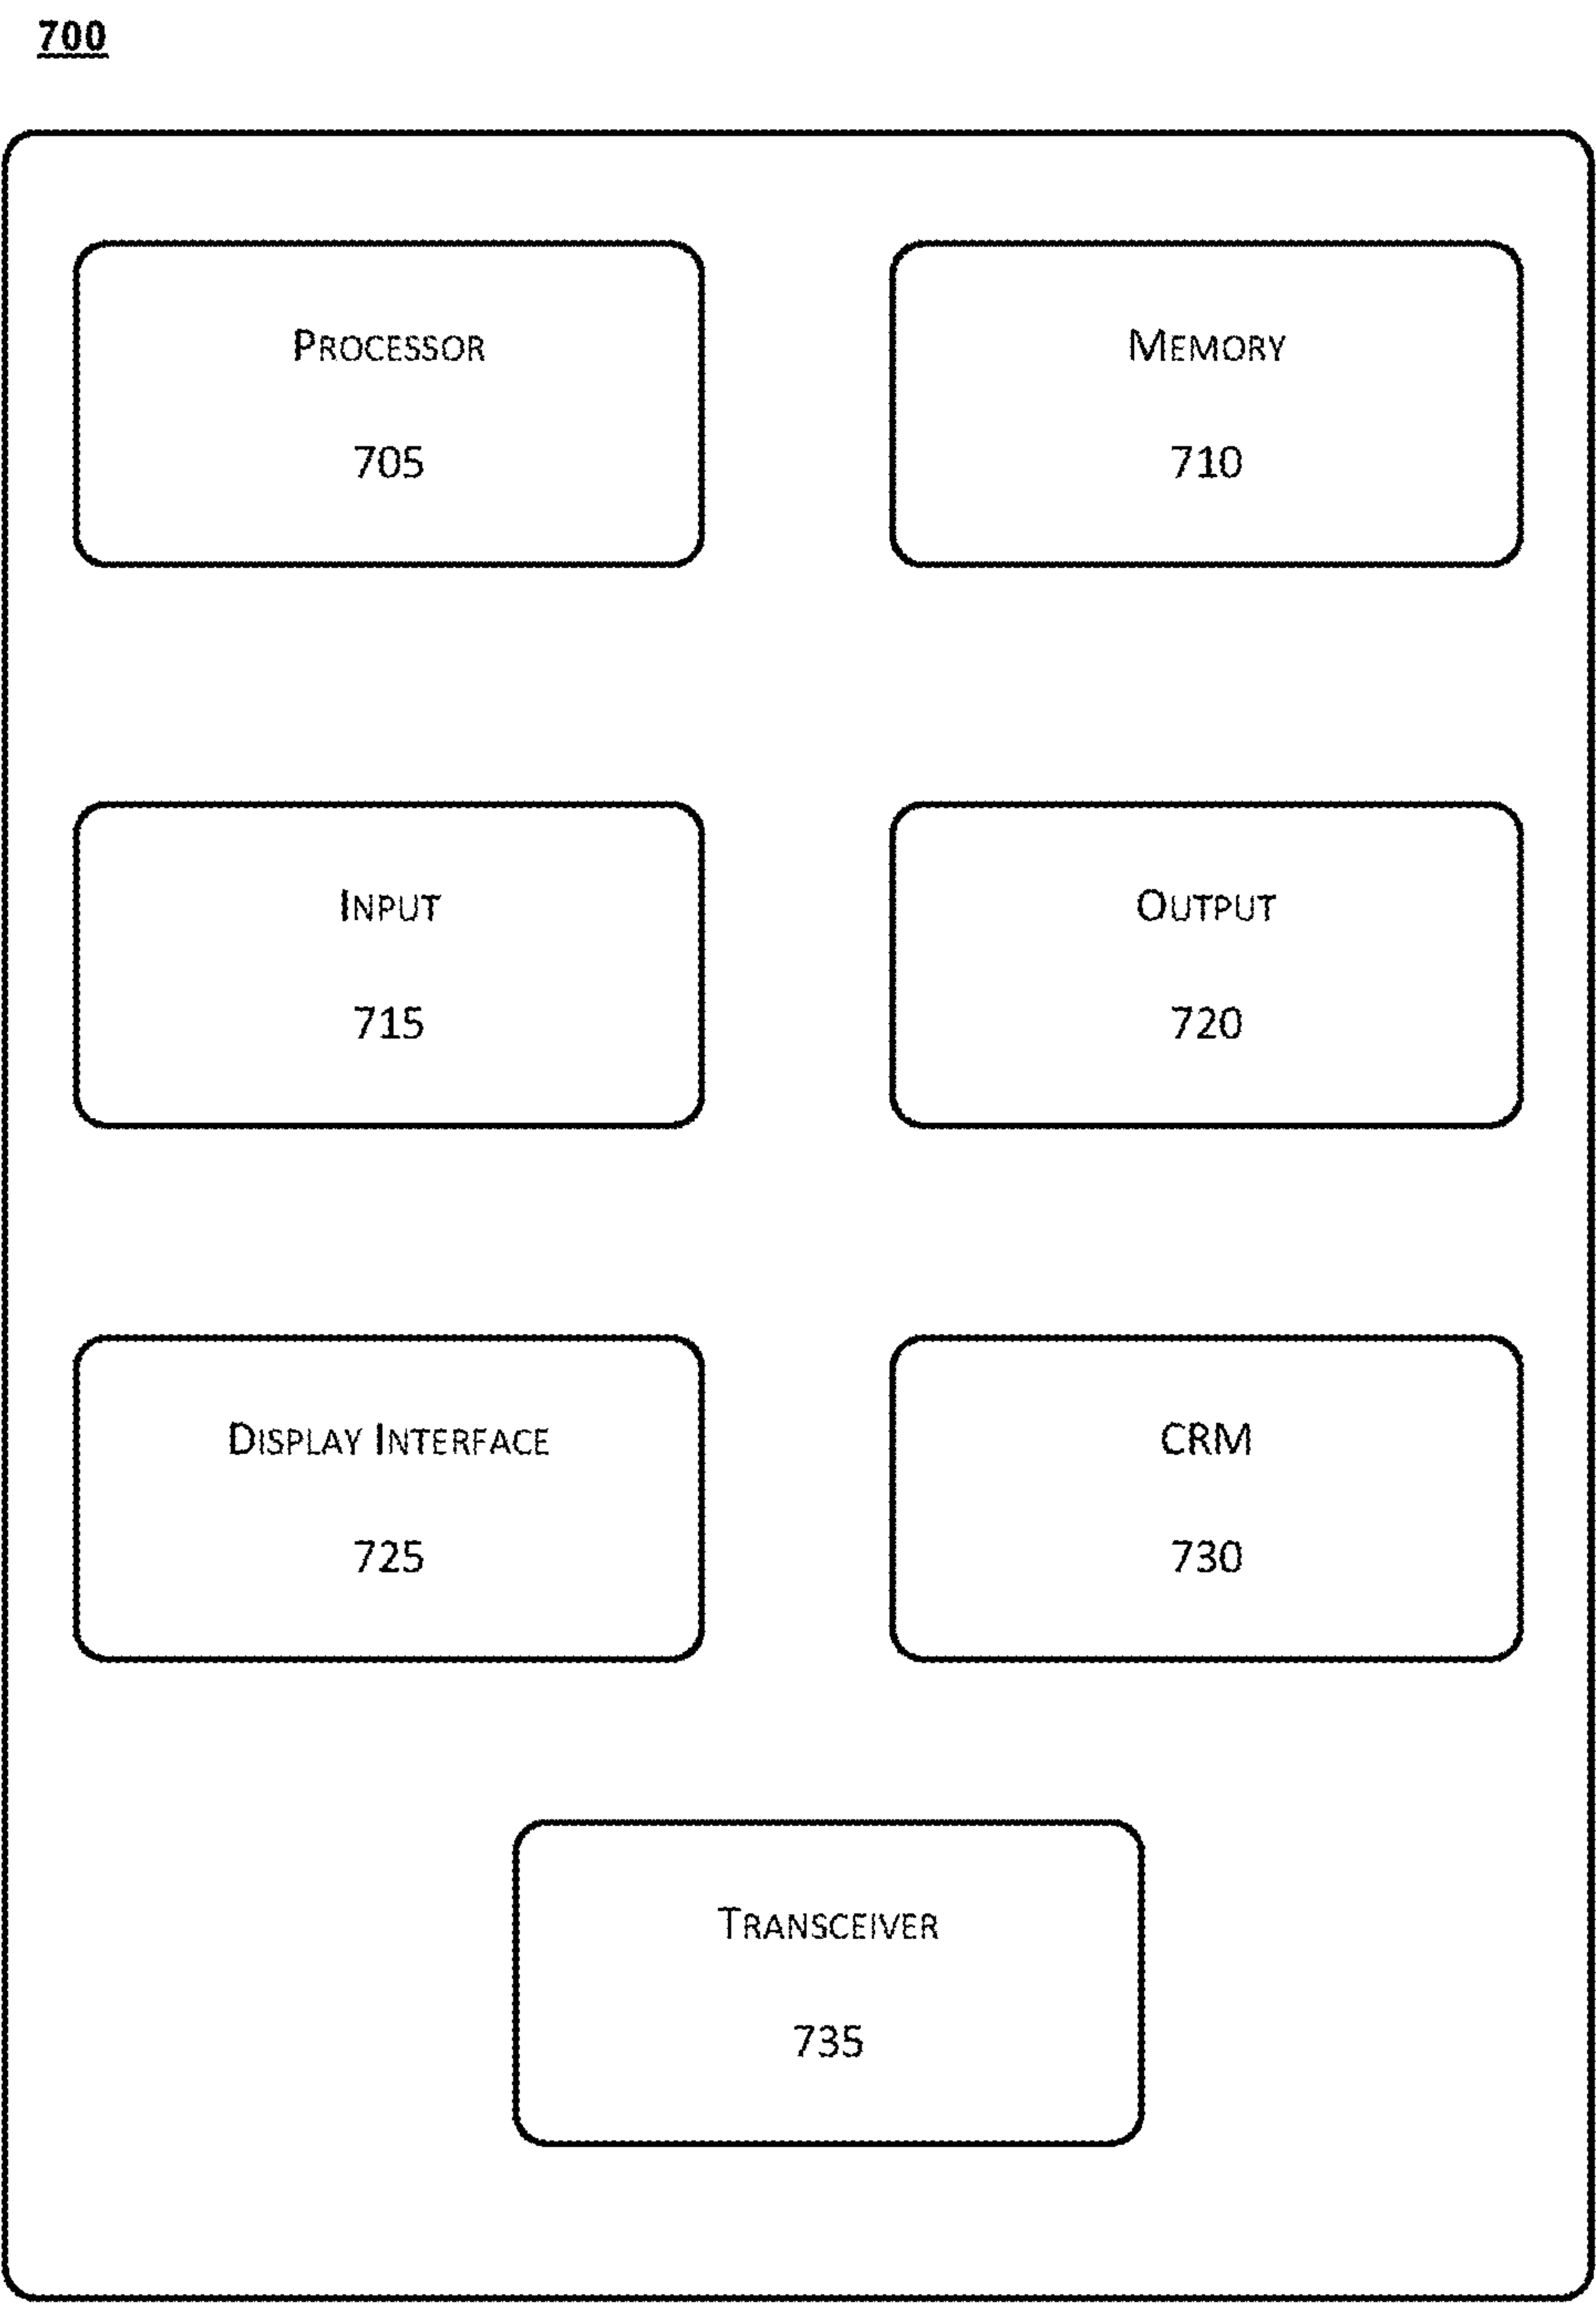 700
PROCESSOR
705
MEMORY
710
INPUT
715
OUTPUT
720
DISPLAY INTERFACE
725
CRM
730
TRANSCEIVER
735